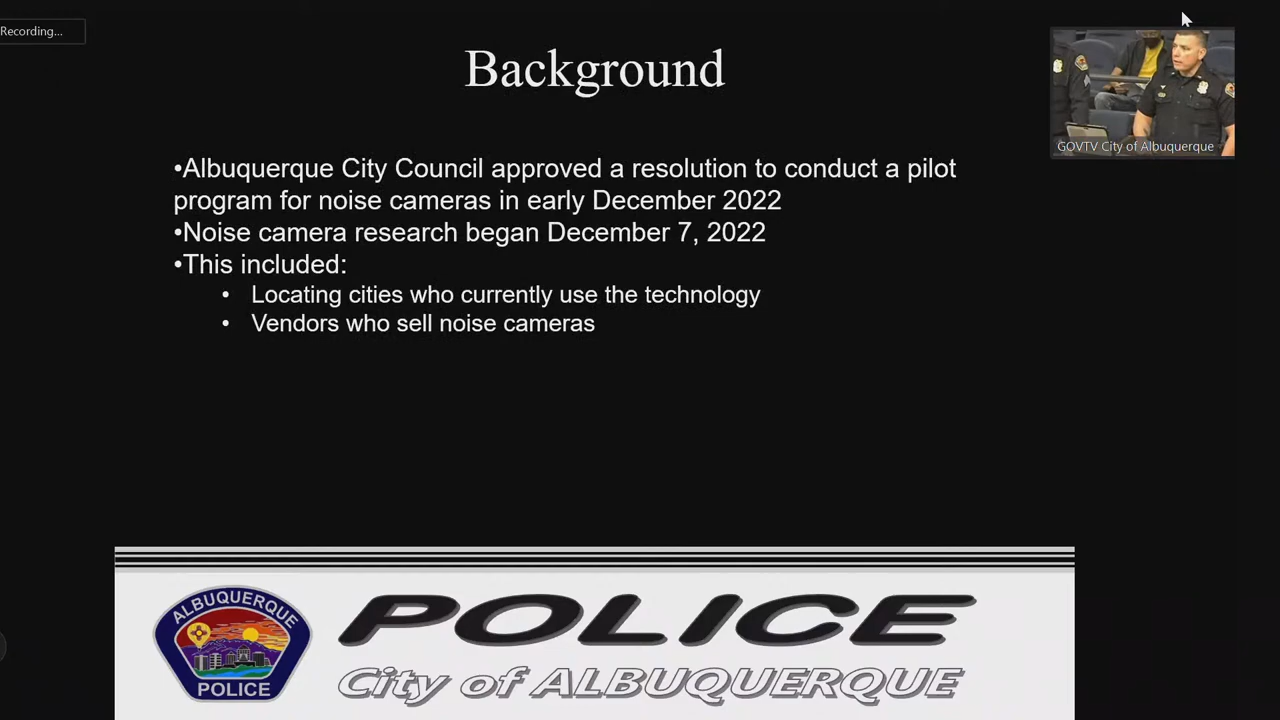 Recording...
Background
•Albuquerque City Council approved a resolution to conduct a pilot
program for noise cameras in early December 2022
•Noise camera research began December 7, 2022
•This included:
• Locating cities who currently use the technology
• Vendors who sell noise cameras
GOVTV City of Albuquerque
ALBUQUERQUE
POLICE
POLICE
City of ALBUQUERQUE